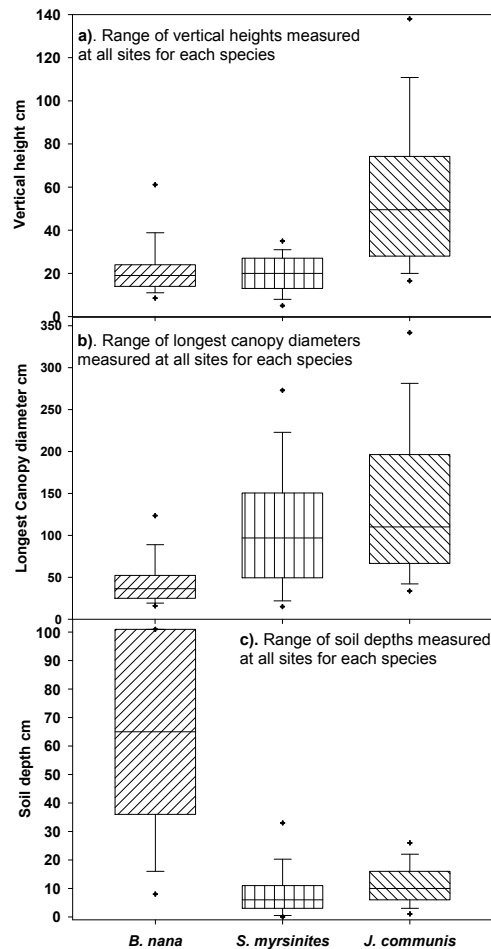 a). Range of vertical heights measured
at all sites for each species
Vertical height cm
140
120
100
80
60
40
20
0
b). Range of longest canopy diameters
measured at all sites for each species
Longest Canopy diameter cm
350
300
250
200
150
100
50
0
c). Range of soil depths measured
at all sites for each species
Soil depth cm
100
90
80
70
60
50
40
30
20
10
0
B. nana S. myrsinites J. communis